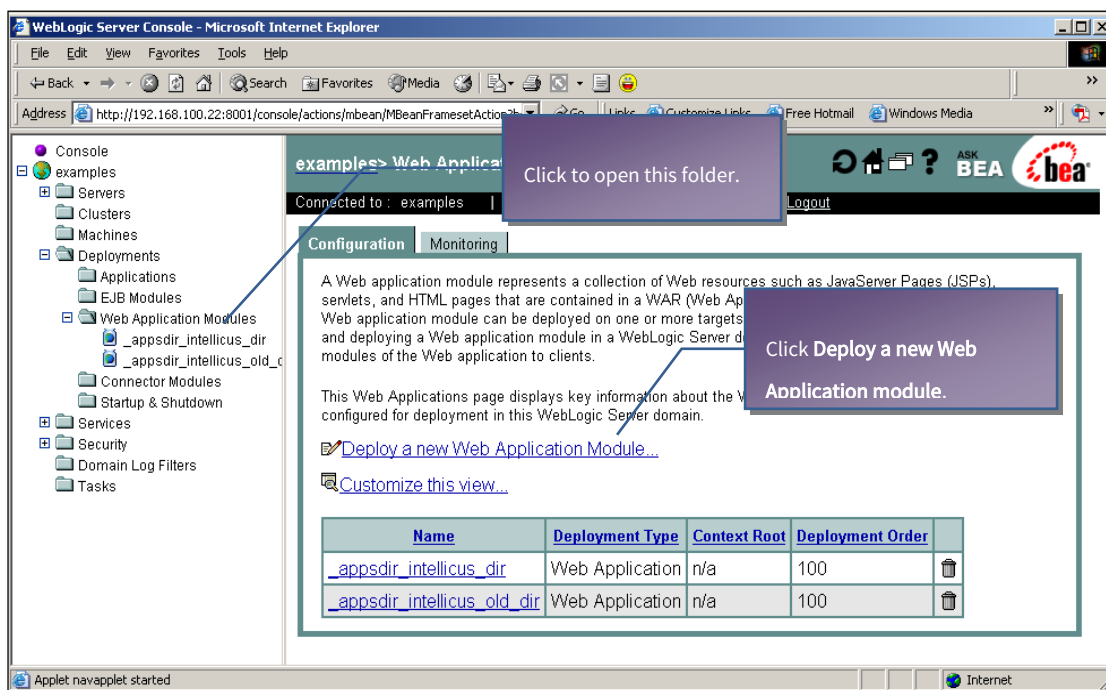 WebLogic Server Console - Microsoft Internet Explorer
File Edit View Favorites Tools Help
Back Search Favorites Media
Address http://192.168.100.22:8001/console/actions/mbean/MBeanFramesetAction?b Go Links Customize Links Free Hotmail Windows Media
Console
examples
Servers
Clusters
Machines
Deployments
Applications
EJB Modules
Web Application Modules
_appsdir_intellicus_dir
_appsdir_intellicus_old_d
Connector Modules
Startup & Shutdown
Services
Security
Domain Log Filters
Tasks
examples> Web Applicat
Click to open this folder.
? ASK BEA bea
Connected to : examples | Logout
Configuration Monitoring
A Web application module represents a collection of Web resources such as JavaServer Pages (JSPs),
servlets, and HTML pages that are contained in a WAR (Web Ap
Web application module can be deployed on one or more targets
and deploying a Web application module in a WebLogic Server d
modules of the Web application to clients.
Click Deploy a new Web
Application module.
This Web Applications page displays key information about the W
configured for deployment in this WebLogic Server domain.
Deploy a new Web Application Module...
Customize this view...
Name Deployment Type Context Root Deployment Order
_appsdir_intellicus_dir Web Application n/a 100
_appsdir_intellicus_old_dir Web Application n/a 100
Applet navapplet started Internet